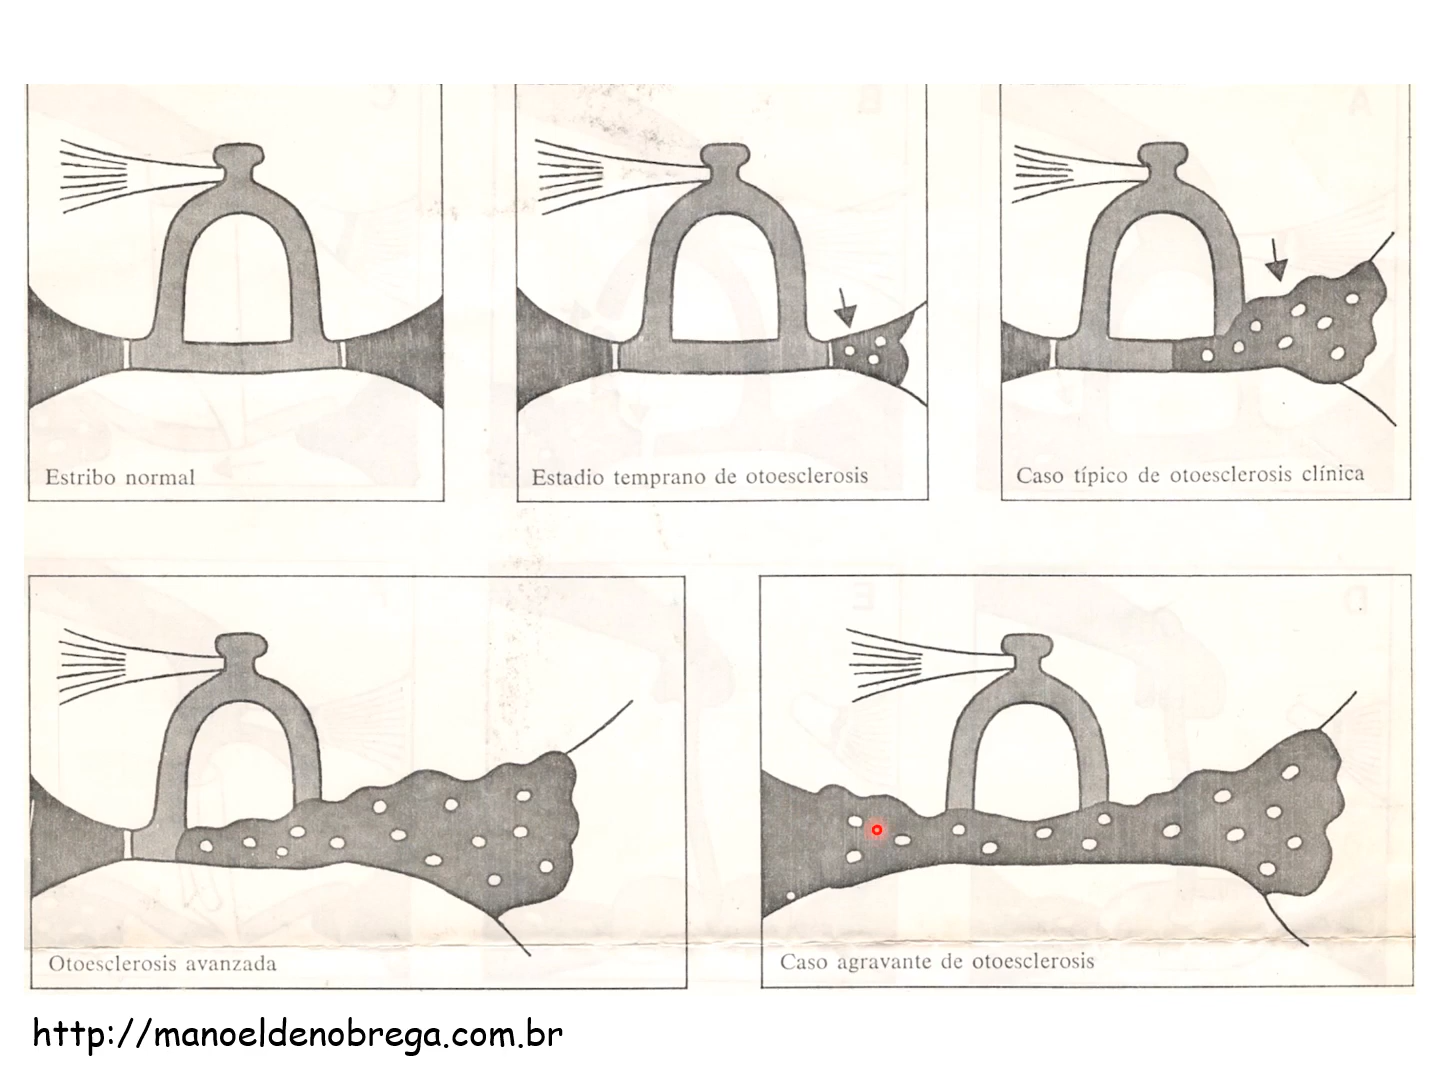 Estribo normal
Estadio temprano de otoesclerosis
Caso típico de otoesclerosis clínica
Otoesclerosis avanzada
Caso agravante de otoesclerosis
http://manoeldenobrega.com.br